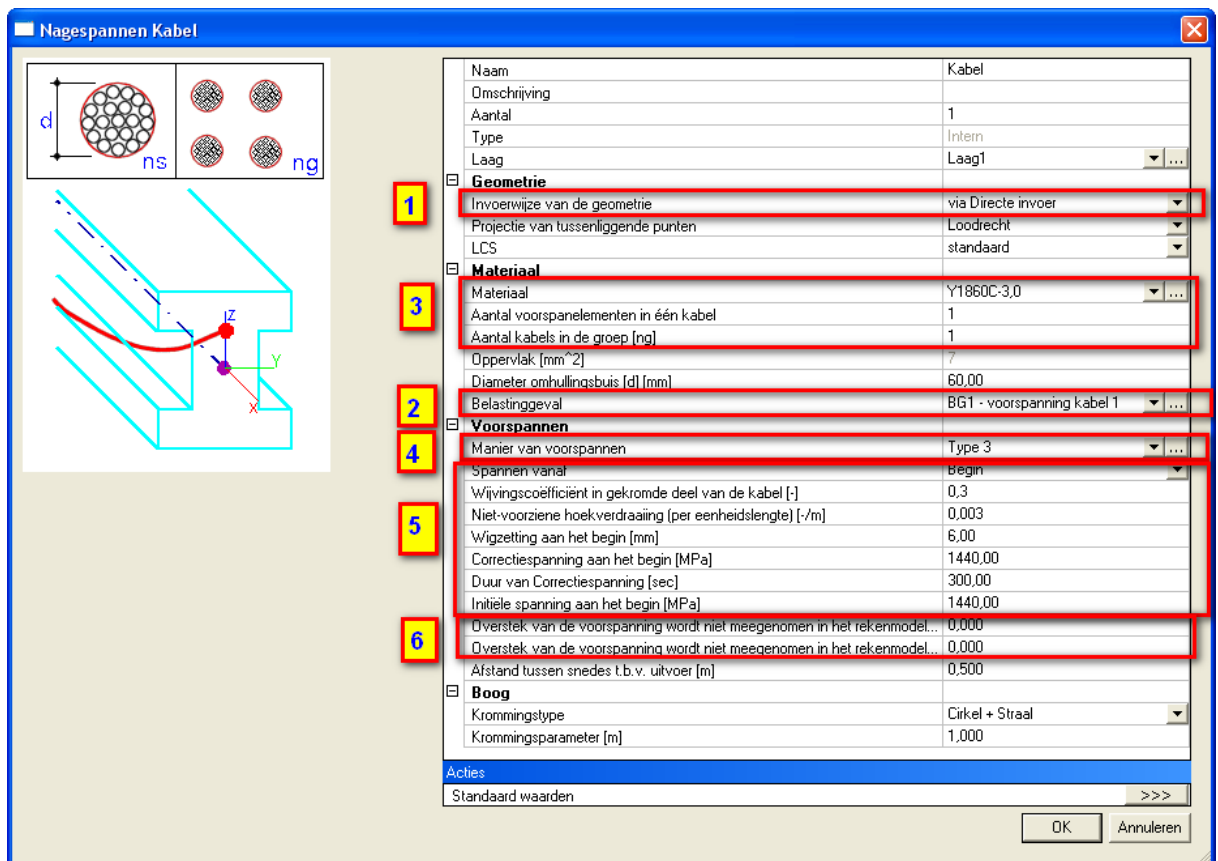 Nagespannen Kabel
d
ns
ng
z
Y
x
Naam Kabel
Omschrijving
Aantal 1
Type Intern
Laag Laag1 ...
Geometrie
1 Invoerwijze van de geometrie via Directe invoer
Projectie van tussenliggende punten Loodrecht
LCS standaard
Materiaal
3 Materiaal Y1860C-3,0 ...
Aantal voorspanelementen in één kabel 1
Aantal kabels in de groep [ng] 1
Oppervlak [mm^2] 7
Diameter omhullingsbuis [d] [mm] 60,00
2 Belastinggeval BG1 - voorspanning kabel 1 ...
Voorspannen
4 Manier van voorspannen Type 3 ...
Spannen vanaf Begin
Wijvingscoëfficiënt in gekromde deel van de kabel [-] 0,3
5 Niet-voorziene hoekverdraaiing (per eenheidslengte) [-/m] 0,003
Wigzetting aan het begin [mm] 6,00
Correctiespanning aan het begin [MPa] 1440,00
Duur van Correctiespanning [sec] 300,00
Initiële spanning aan het begin [MPa] 1440,00
6 Overstek van de voorspanning wordt niet meegenomen in het rekenmodel... 0,000
Overstek van de voorspanning wordt niet meegenomen in het rekenmodel... 0,000
Afstand tussen snedes t.b.v. uitvoer [m] 0,500
Boog
Krommingstype Cirkel + Straal
Krommingsparameter [m] 1,000
Acties
Standaard waarden >>>
OK Annuleren